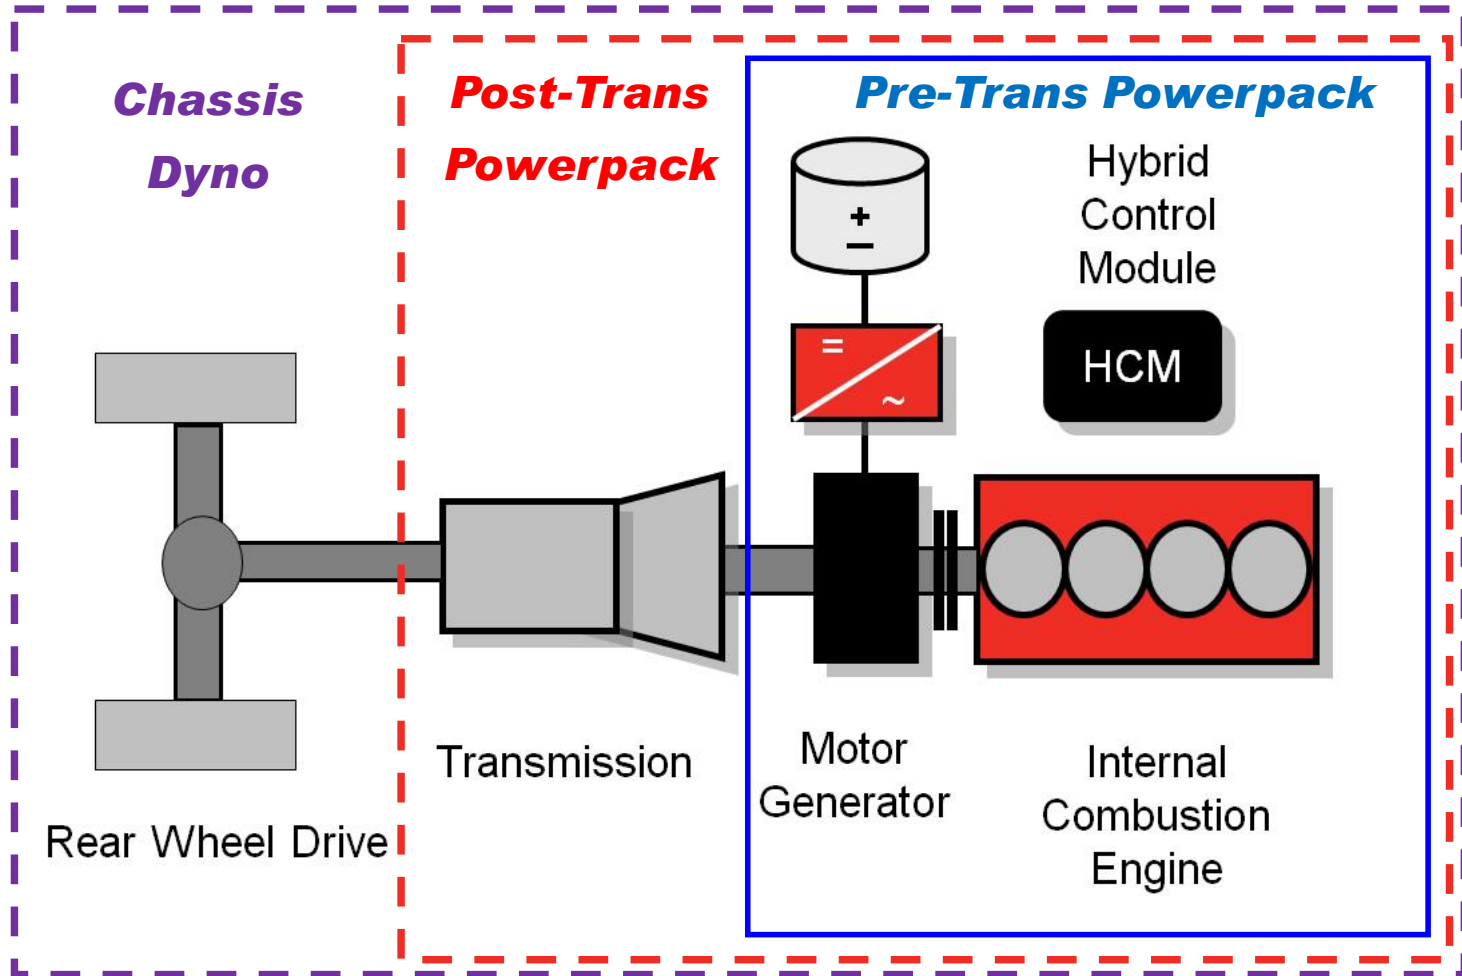 Chassis
Dyno
Post-Trans
Powerpack
Pre-Trans Powerpack
Hybrid
Control
Module
+
−
=
~
HCM
Transmission
Motor
Generator
Internal
Combustion
Engine
Rear Wheel Drive